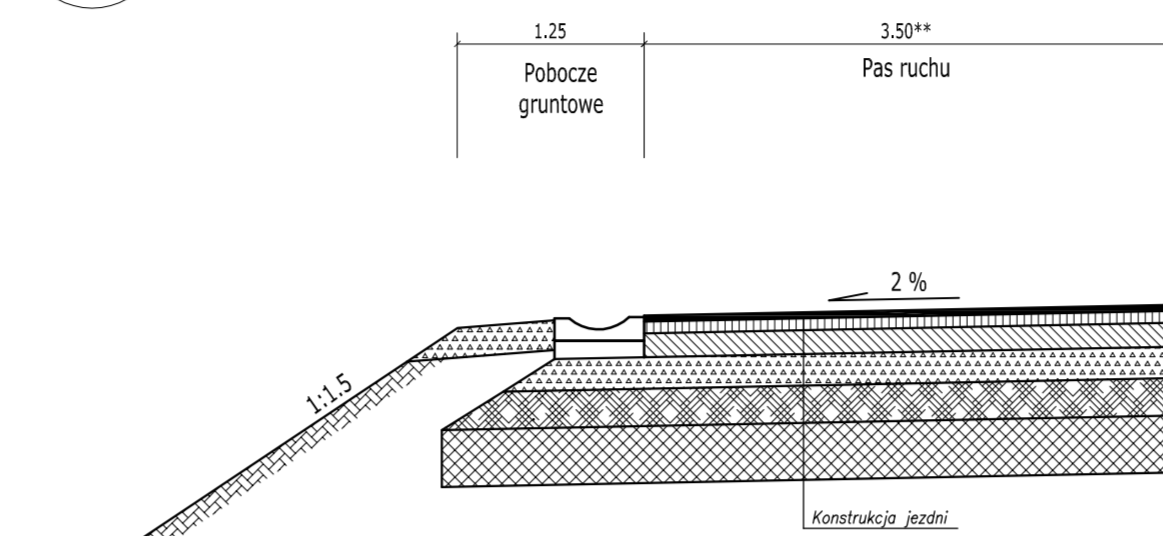 1.25
3.50**
Pobocze
gruntowe
Pas ruchu
2 %
1:1.5
Konstrukcja jezdni